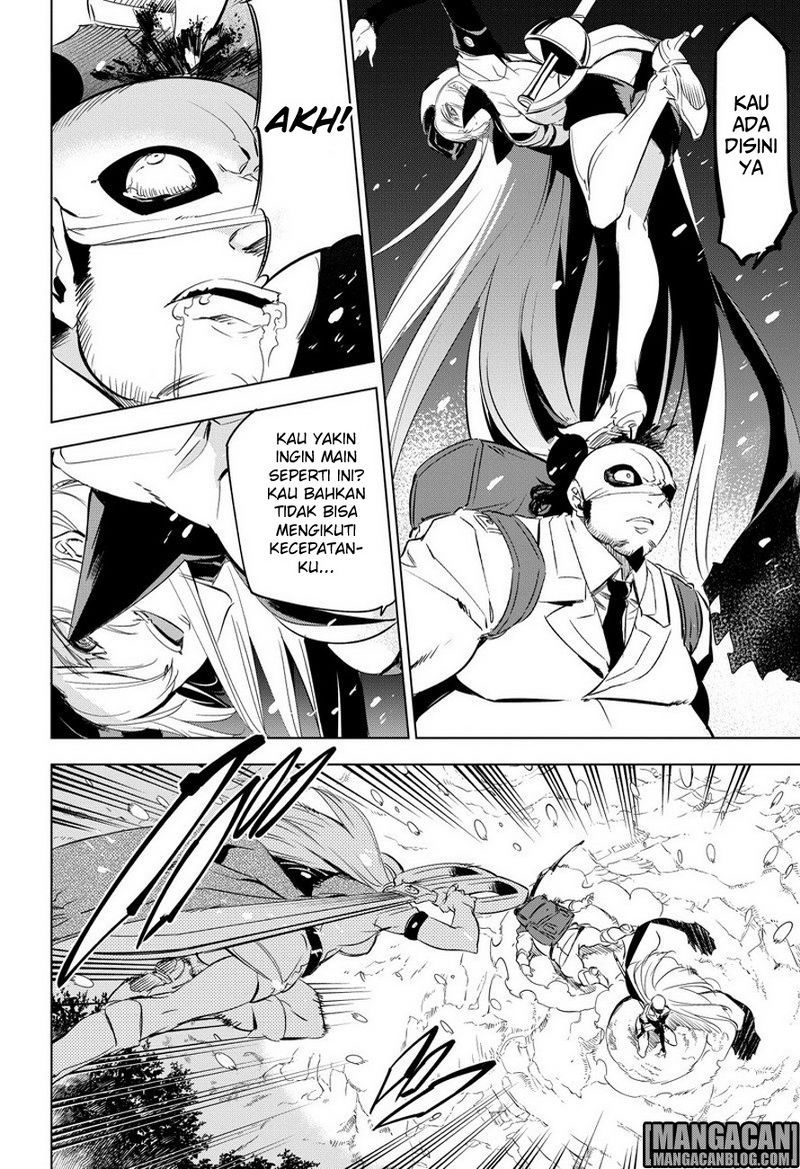 KAU
ADA
DISINI
YA
AKH!
KAU YAKIN
INGIN MAIN
SEPERTI INI?
KAU BAHKAN
TIDAK BISA
MENGIKUTI
KECEPATAN-
KU...
MANGACAN
MANGACANBLOG.COM